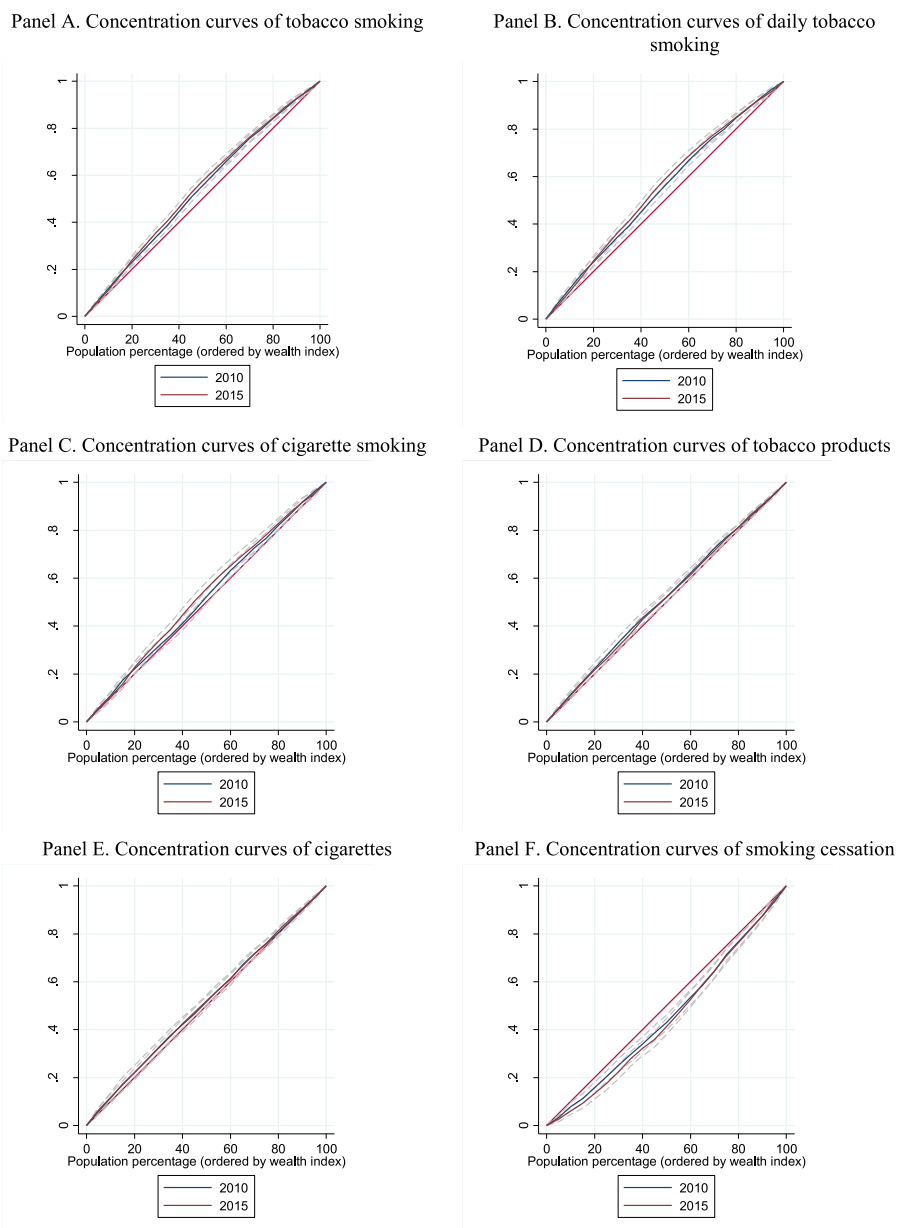 Panel A. Concentration curves of tobacco smoking
1
.8
.6
.4
.2
0
0 20 40 60 80 100
Population percentage (ordered by wealth index)
2010
2015
Panel B. Concentration curves of daily tobacco
smoking
1
.8
.6
.4
.2
0
0 20 40 60 80 100
Population percentage (ordered by wealth index)
2010
2015
Panel C. Concentration curves of cigarette smoking
1
.8
.6
.4
.2
0
0 20 40 60 80 100
Population percentage (ordered by wealth index)
2010
2015
Panel D. Concentration curves of tobacco products
1
.8
.6
.4
.2
0
0 20 40 60 80 100
Population percentage (ordered by wealth index)
2010
2015
Panel E. Concentration curves of cigarettes
1
.8
.6
.4
.2
0
0 20 40 60 80 100
Population percentage (ordered by wealth index)
2010
2015
Panel F. Concentration curves of smoking cessation
1
.8
.6
.4
.2
0
0 20 40 60 80 100
Population percentage (ordered by wealth index)
2010
2015